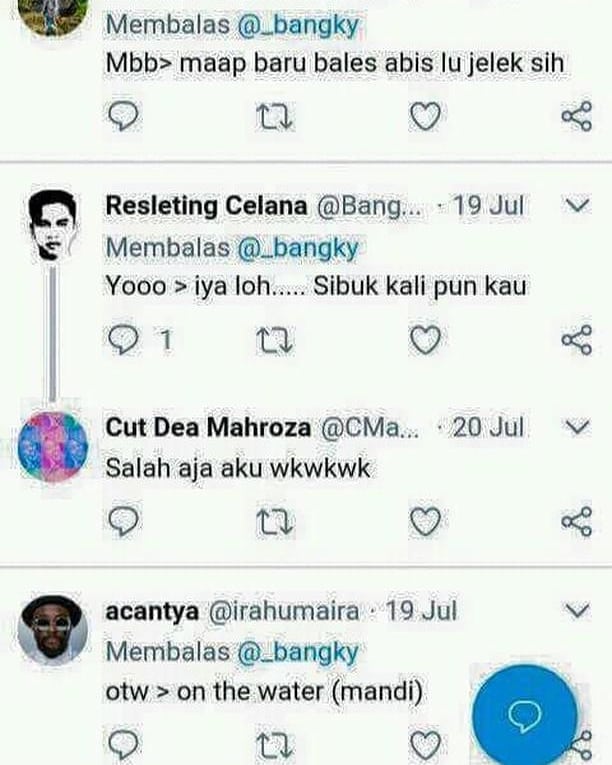 Membalas @_bangky
Mbb> maap baru bales abis lu jelek sih
Resleting Celana @Bang... · 19 Jul
Membalas @_bangky
Yooo > iya loh..... Sibuk kali pun kau
1
Cut Dea Mahroza @CMa... · 20 Jul
Salah aja aku wkwkwk
acantya @irahumaira · 19 Jul
Membalas @_bangky
otw > on the water (mandi)